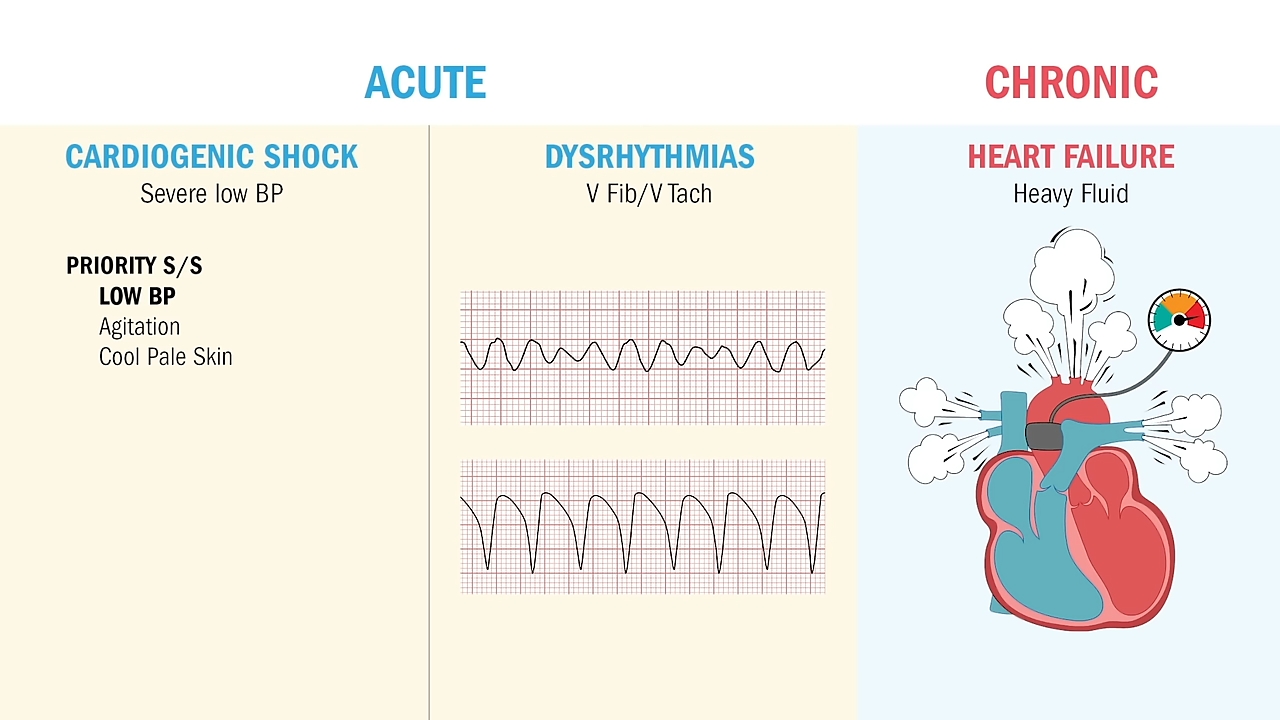 ACUTE
CHRONIC
CARDIOGENIC SHOCK
Severe low BP
PRIORITY S/S
LOW BP
Agitation
Cool Pale Skin
DYSRHYTHMIAS
V Fib/V Tach
HEART FAILURE
Heavy Fluid